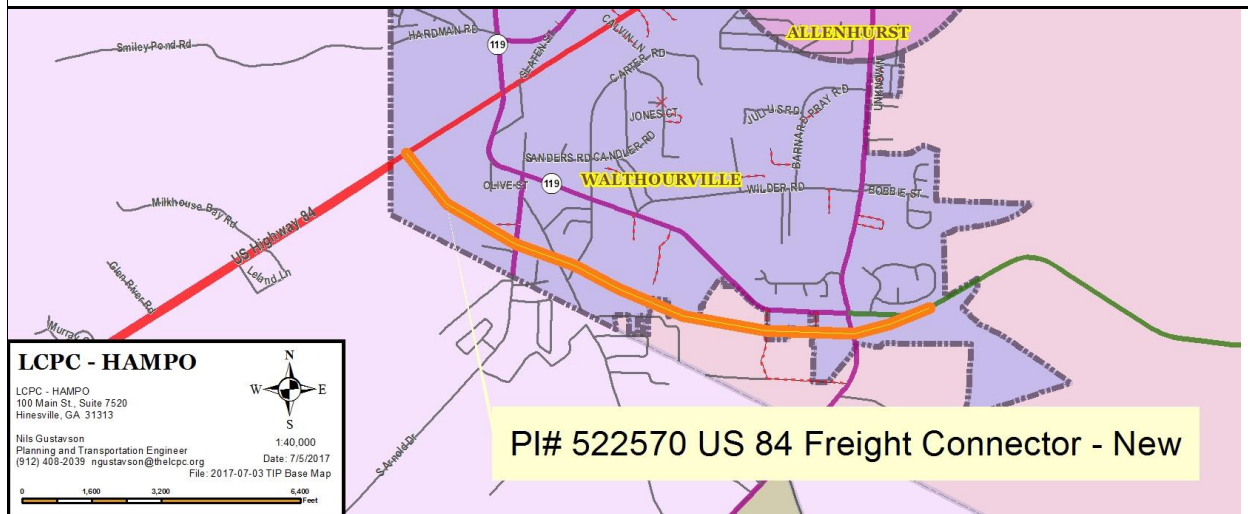 Smiley Pond Rd
HARDMAN RD
119
SLATEN ST
CALVIN LN
CARTER RD
ALLENHURST
UNKNOWN
JONES CT
JULIUS RD
BARNARD PRAY RD
SANDERS RD
CANDLER RD
OLIVE ST
119
WALTHOURVILLE
WILDER RD
BOBBIE ST
Milkhouse Bay Rd
US Highway 84
Leland Ln
Glen River Rd
Murray
S Arnold Dr
LCPC - HAMPO
LCPC - HAMPO
100 Main St., Suite 7520
Hinesville, GA 31313
Nils Gustavson
Planning and Transportation Engineer
(912) 408-2039 ngustavson@thelcpc.org
N
W E
S
1:40,000
Date: 7/5/2017
File: 2017-07-03 TIP Base Map
0 1,600 3,200 6,400
Feet
PI# 522570 US 84 Freight Connector - New